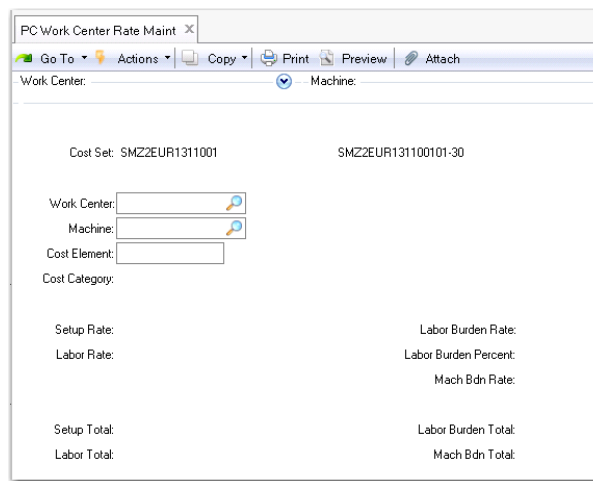 PC Work Center Rate Maint X
Go To Actions Copy Print Preview Attach
Work Center: Machine:
Cost Set: SMZ2EUR1311001 SMZ2EUR131100101-30
Work Center:
Machine:
Cost Element:
Cost Category:
Setup Rate: Labor Burden Rate:
Labor Rate: Labor Burden Percent:
Mach Bdn Rate:
Setup Total: Labor Burden Total:
Labor Total: Mach Bdn Total: